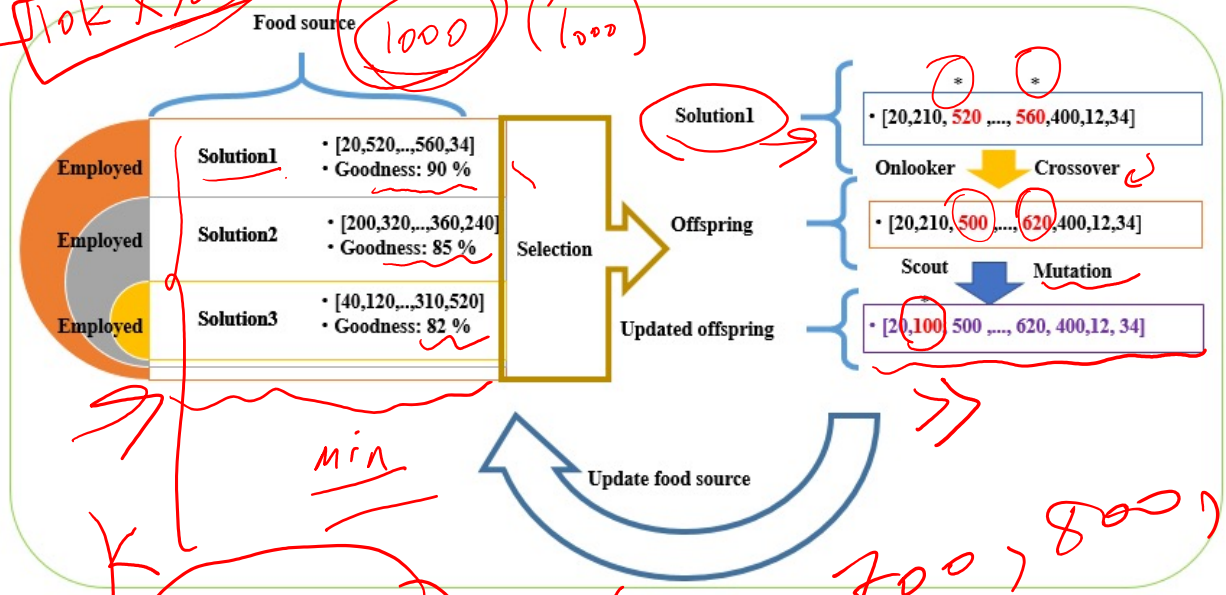 10k x
Food source
1000
(1000)
Employed
Solution1
• [20,520,..,560,34]
• Goodness: 90 %
Employed
Solution2
• [200,320,..,360,240]
• Goodness: 85 %
Employed
Solution3
• [40,120,..,310,520]
• Goodness: 82 %
Selection
Solution1
* *
• [20,210, 520 ,..., 560,400,12,34]
Onlooker Crossover
Offspring
• [20,210, 500 ,..., 620,400,12,34]
Scout Mutation
Updated offspring
*
• [20,100, 500 ,..., 620, 400,12, 34]
Update food source
min
K
700, 800,